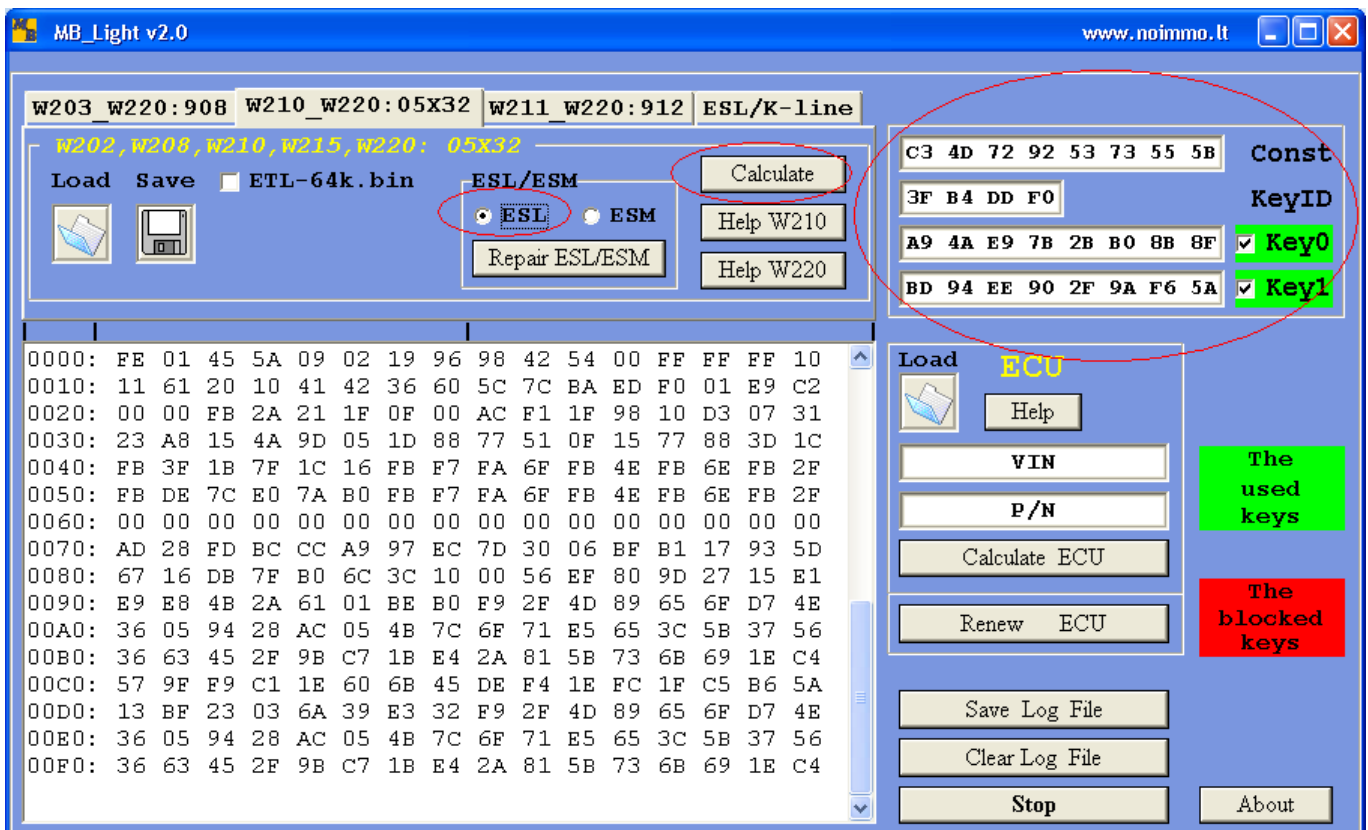 MB_Light v2.0 www.noimmo.lt
W203_W220:908 W210_W220:05X32 W211_W220:912 ESL/K-line
W202,W208,W210,W215,W220: 05X32
Load Save ETL-64k.bin
ESL/ESM
ESL ESM
Repair ESL/ESM
Calculate
Help W210
Help W220
C3 4D 72 92 53 73 55 5B Const
3F B4 DD F0 KeyID
A9 4A E9 7B 2B B0 8B 8F Key0
BD 94 EE 90 2F 9A F6 5A Key1
0000: FE 01 45 5A 09 02 19 96 98 42 54 00 FF FF FF 10
0010: 11 61 20 10 41 42 36 60 5C 7C BA ED F0 01 E9 C2
0020: 00 00 FB 2A 21 1F 0F 00 AC F1 1F 98 10 D3 07 31
0030: 23 A8 15 4A 9D 05 1D 88 77 51 0F 15 77 88 3D 1C
0040: FB 3F 1B 7F 1C 16 FB F7 FA 6F FB 4E FB 6E FB 2F
0050: FB DE 7C E0 7A B0 FB F7 FA 6F FB 4E FB 6E FB 2F
0060: 00 00 00 00 00 00 00 00 00 00 00 00 00 00 00 00
0070: AD 28 FD BC CC A9 97 EC 7D 30 06 BF B1 17 93 5D
0080: 67 16 DB 7F B0 6C 3C 10 00 56 EF 80 9D 27 15 E1
0090: E9 E8 4B 2A 61 01 BE B0 F9 2F 4D 89 65 6F D7 4E
00A0: 36 05 94 28 AC 05 4B 7C 6F 71 E5 65 3C 5B 37 56
00B0: 36 63 45 2F 9B C7 1B E4 2A 81 5B 73 6B 69 1E C4
00C0: 57 9F F9 C1 1E 60 6B 45 DE F4 1E FC 1F C5 B6 5A
00D0: 13 BF 23 03 6A 39 E3 32 F9 2F 4D 89 65 6F D7 4E
00E0: 36 05 94 28 AC 05 4B 7C 6F 71 E5 65 3C 5B 37 56
00F0: 36 63 45 2F 9B C7 1B E4 2A 81 5B 73 6B 69 1E C4
Load ECU
Help
VIN
P/N
Calculate ECU
Renew ECU
The
used
keys
The
blocked
keys
Save Log File
Clear Log File
Stop
About